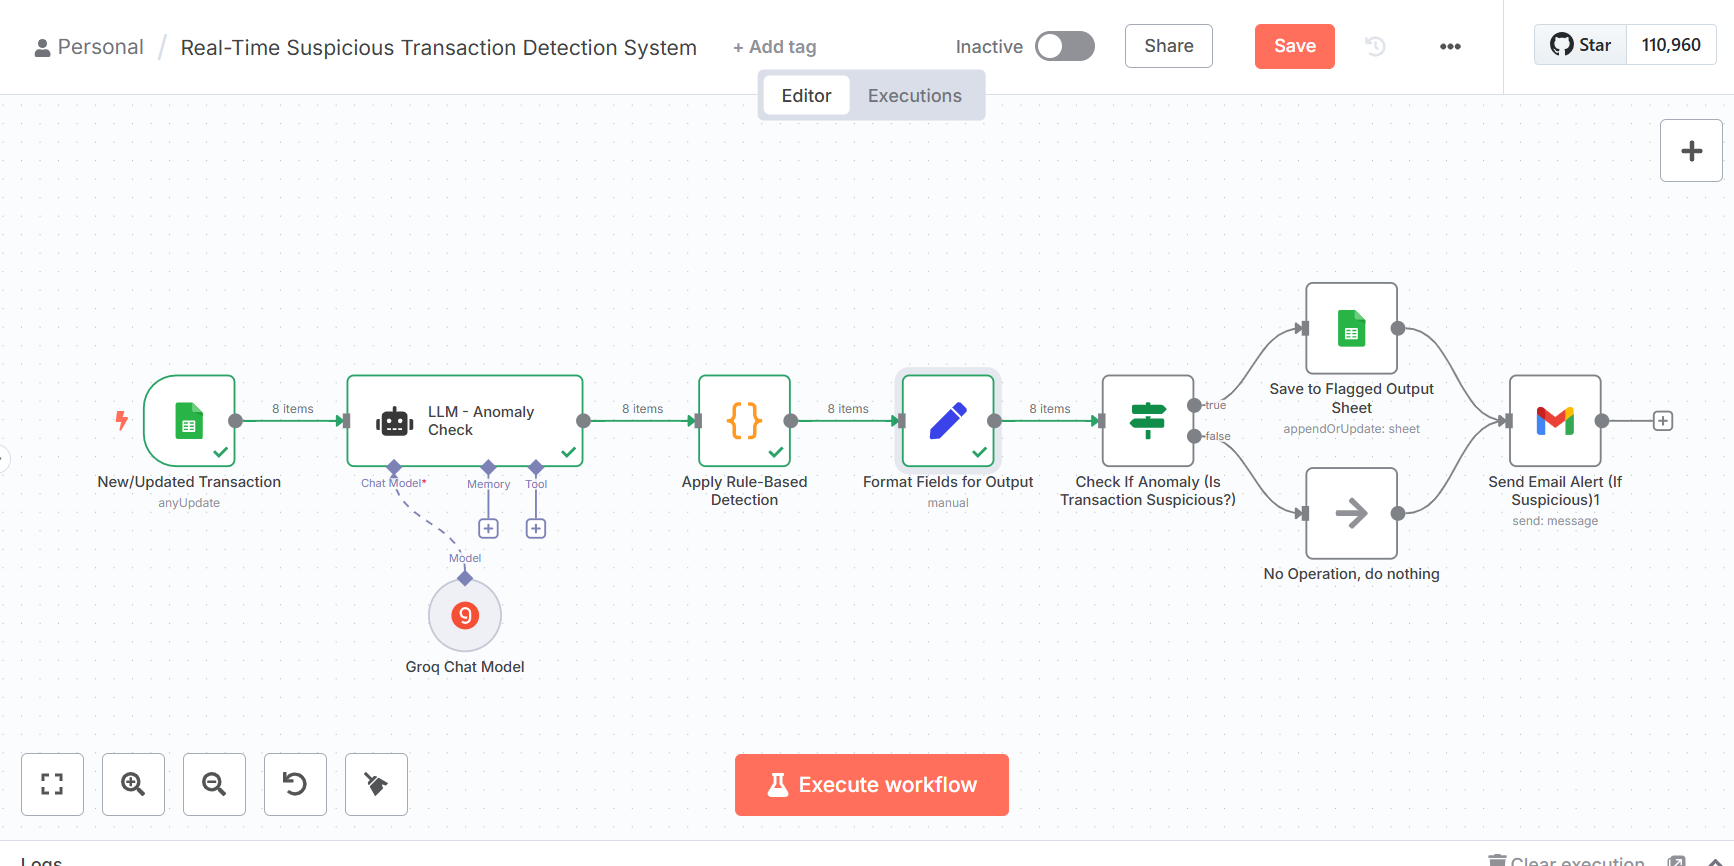 Personal / Real-Time Suspicious Transaction Detection System + Add tag Inactive Share Save ••• Star 110,960
Editor Executions
8 items
8 items
8 items
8 items
LLM - Anomaly
Check
true
false
Save to Flagged Output
Sheet
appendOrUpdate: sheet
New/Updated Transaction
anyUpdate
Chat Model*
Memory
Tool
Apply Rule-Based
Detection
Format Fields for Output
manual
Check If Anomaly (Is
Transaction Suspicious?)
Send Email Alert (If
Suspicious)1
send: message
Model
No Operation, do nothing
Groq Chat Model
Execute workflow
Logs
Clear execution